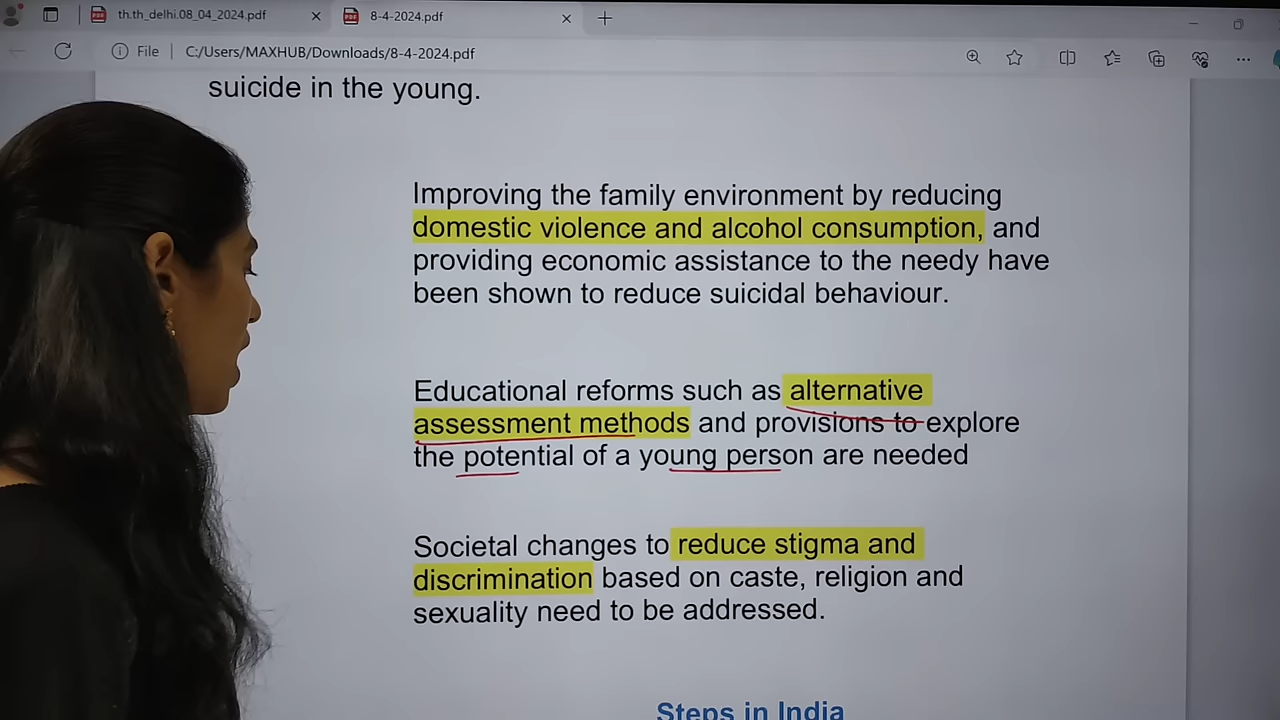 th.th_delhi.08_04_2024.pdf
8-4-2024.pdf
File
C:/Users/MAXHUB/Downloads/8-4-2024.pdf
suicide in the young.
Improving the family environment by reducing
domestic violence and alcohol consumption, and
providing economic assistance to the needy have
been shown to reduce suicidal behaviour.
Educational reforms such as alternative
assessment methods and provisions to explore
the potential of a young person are needed
Societal changes to reduce stigma and
discrimination based on caste, religion and
sexuality need to be addressed.
Steps in India